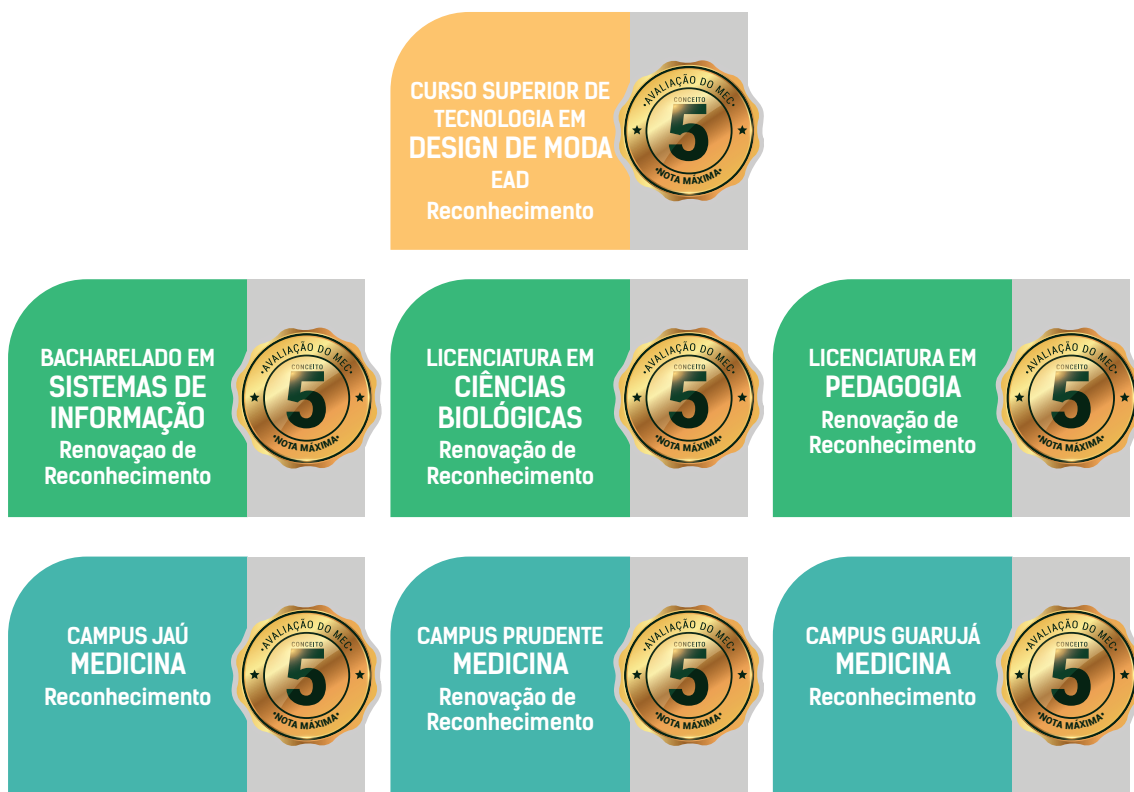 CURSO SUPERIOR DE
TECNOLOGIA EM
DESIGN DE MODA
EAD
Reconhecimento
•AVALIAÇÃO DO MEC•
CONCEITO
5
•NOTA MÁXIMA•
BACHARELADO EM
SISTEMAS DE
INFORMAÇÃO
Renovaçao de
Reconhecimento
•AVALIAÇÃO DO MEC•
CONCEITO
5
•NOTA MÁXIMA•
LICENCIATURA EM
CIÊNCIAS
BIOLÓGICAS
Renovação de
Reconhecimento
•AVALIAÇÃO DO MEC•
CONCEITO
5
•NOTA MÁXIMA•
LICENCIATURA EM
PEDAGOGIA
Renovação de
Reconhecimento
•AVALIAÇÃO DO MEC•
CONCEITO
5
•NOTA MÁXIMA•
CAMPUS JAÚ
MEDICINA
Reconhecimento
•AVALIAÇÃO DO MEC•
CONCEITO
5
•NOTA MÁXIMA•
CAMPUS PRUDENTE
MEDICINA
Renovação de
Reconhecimento
•AVALIAÇÃO DO MEC•
CONCEITO
5
•NOTA MÁXIMA•
CAMPUS GUARUJÁ
MEDICINA
Reconhecimento
•AVALIAÇÃO DO MEC•
CONCEITO
5
•NOTA MÁXIMA•